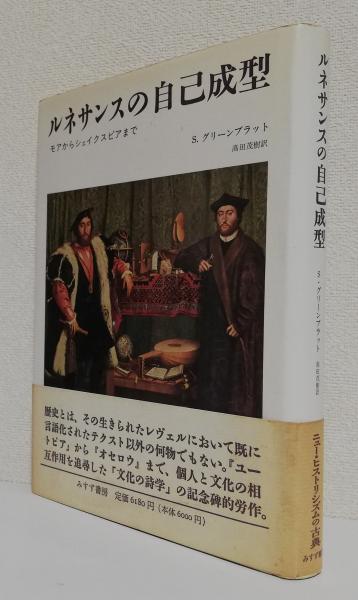 ルネサンスの自己成型
モアからシェイクスピアまで
S. グリーンブラット
高田茂樹訳
歴史とは、その生きられたレヴェルにおいて既に
言語化されたテクスト以外の何物でもない。『ユー
トピア』から『オセロウ』まで、個人と文化の相
互作用を追尋した「文化の詩学」の記念碑的労作。
みすず書房 定価 6180 円 (本体 6000 円)
ルネサンスの自己成型
S・グリーンブラット
高田茂樹訳
ニュー・ヒストリシズムの古典
みすず書房